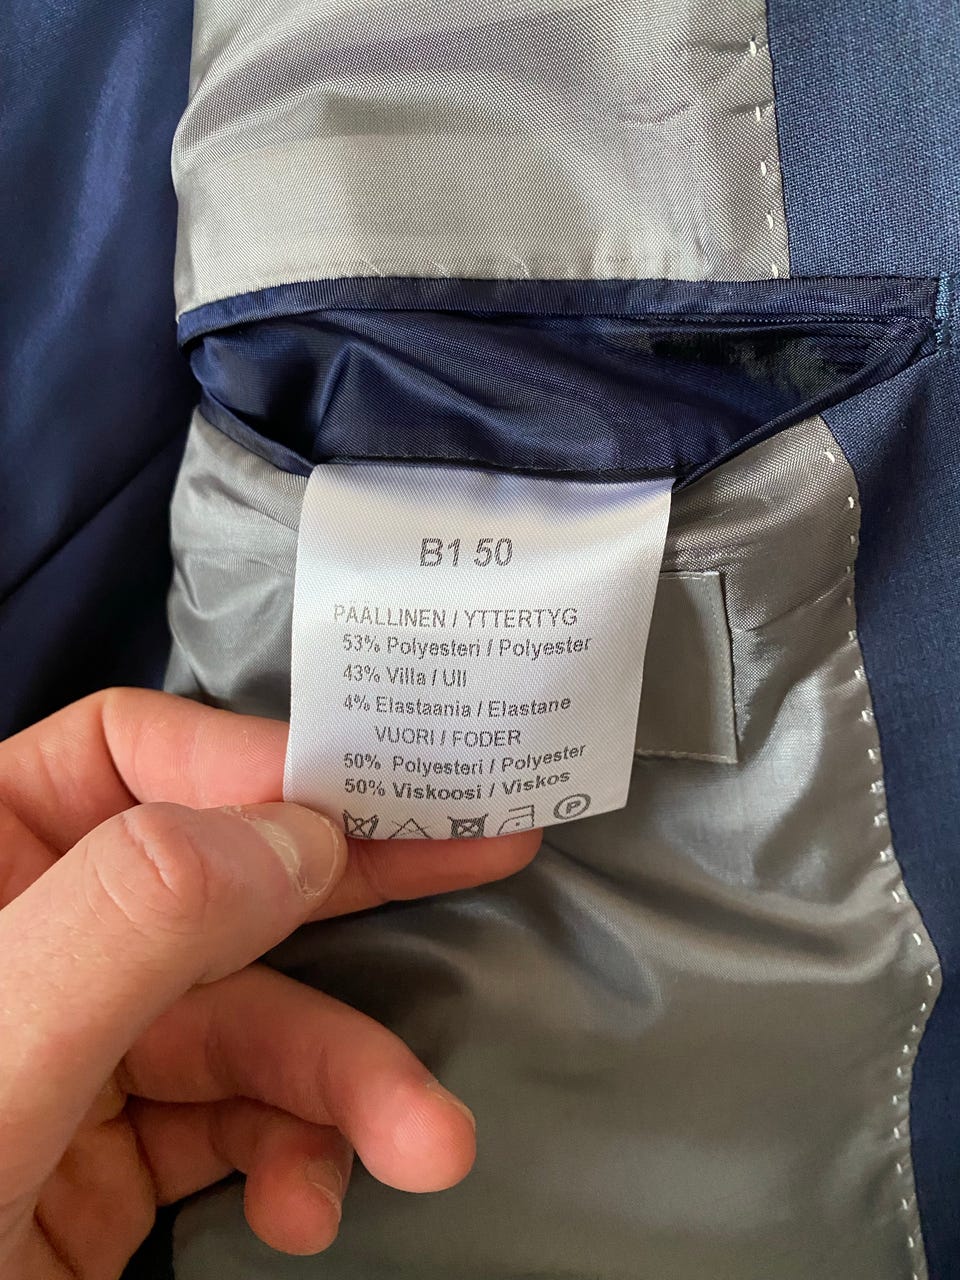 B1 50
PÄÄLLINEN / YTTERTYG
53% Polyesteri / Polyester
43% Villa / Ull
4% Elastaania / Elastane
VUORI / FODER
50% Polyesteri / Polyester
50% Viskoosi / Viskos
P